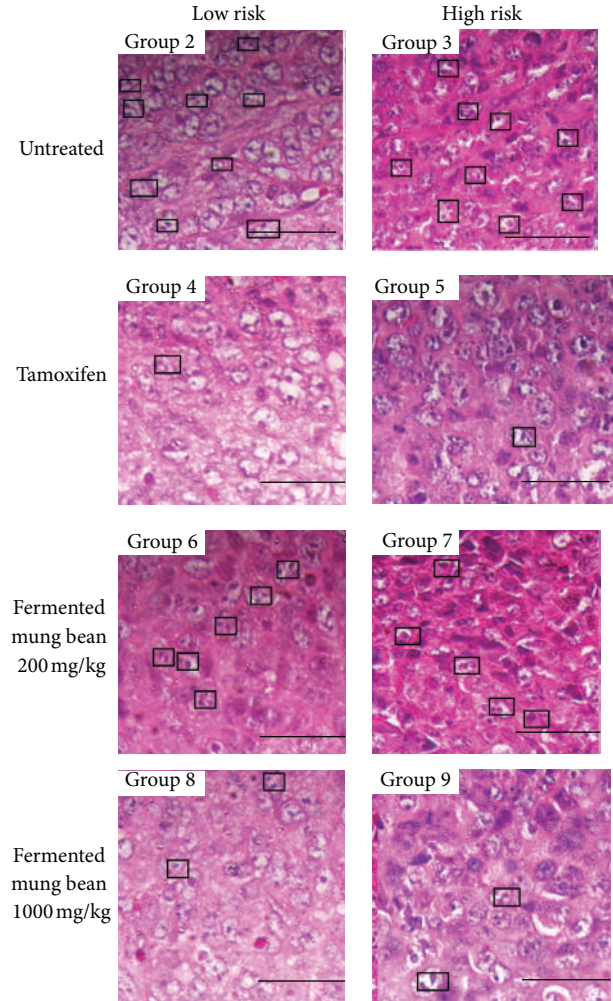 Low risk
High risk
Group 2
Group 3
Untreated
Group 4
Group 5
Tamoxifen
Group 6
Group 7
Fermented
mung bean
200 mg/kg
Group 8
Group 9
Fermented
mung bean
1000 mg/kg